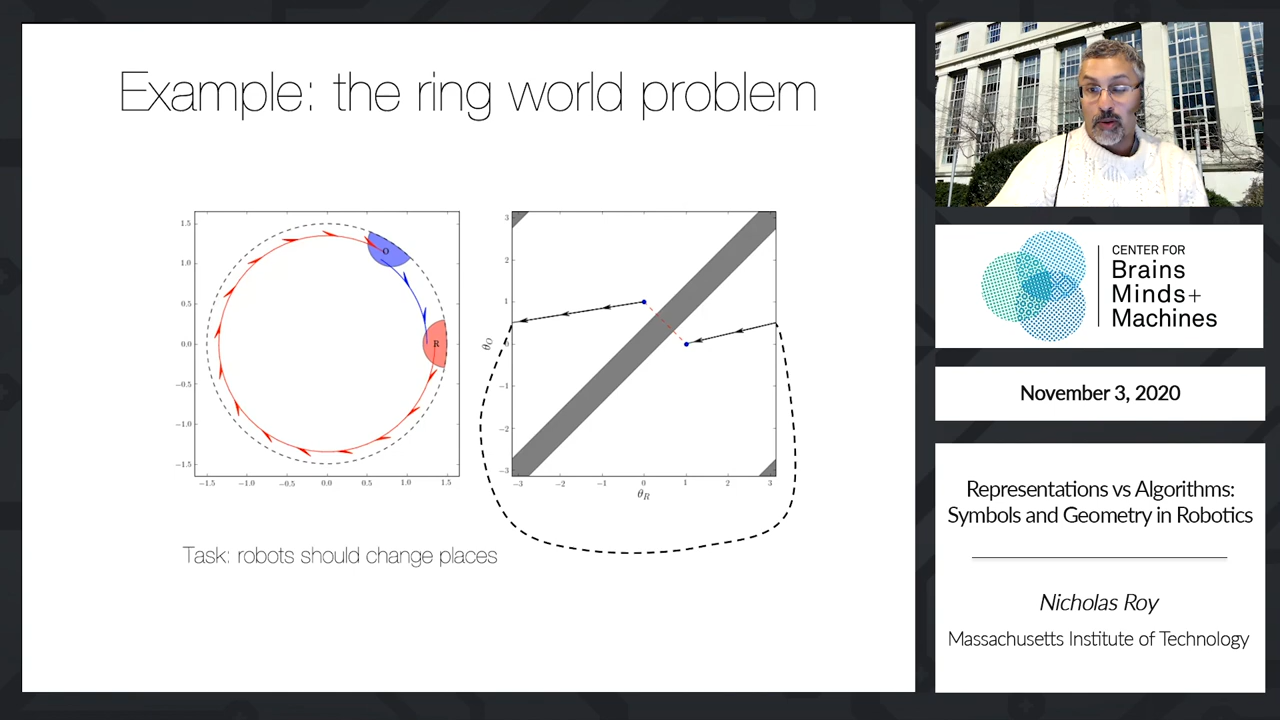 Example: the ring world problem
1.5
1.0
0.5
0.0
−0.5
−1.0
−1.5
−1.5
−1.0
−0.5
0.0
0.5
1.0
1.5
O
R
3
2
1
−1
−2
−3
θO
−3
−2
−1
0
1
2
3
θR
Task: robots should change places
CENTER FOR
Brains
Minds+
Machines
November 3, 2020
Representations vs Algorithms:
Symbols and Geometry in Robotics
Nicholas Roy
Massachusetts Institute of Technology